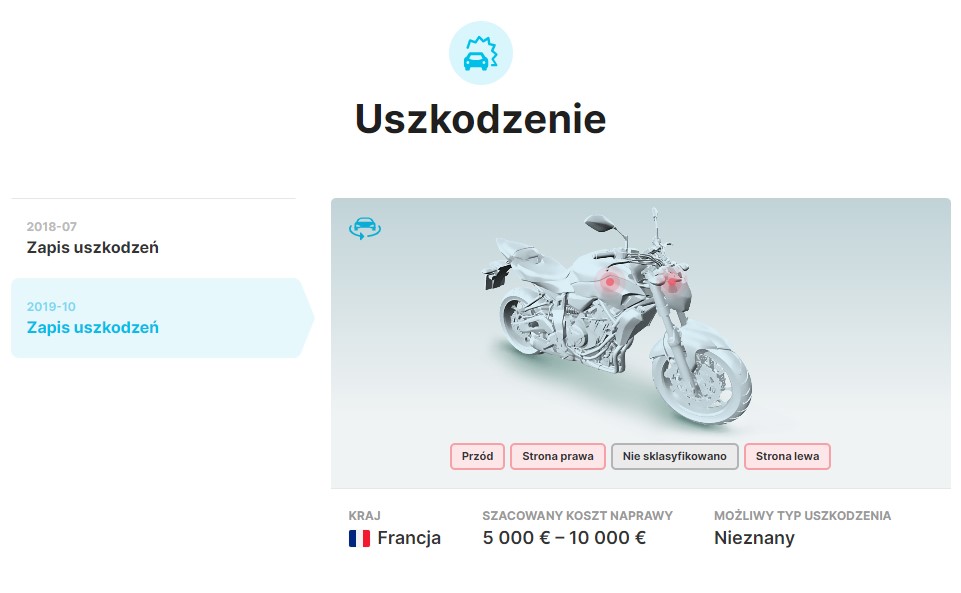 Uszkodzenie
2018-07
Zapis uszkodzeń
2019-10
Zapis uszkodzeń
Przód
Strona prawa
Nie sklasyfikowano
Strona lewa
KRAJ
Francja
SZACOWANY KOSZT NAPRAWY
5 000 € – 10 000 €
MOŻLIWY TYP USZKODZENIA
Nieznany